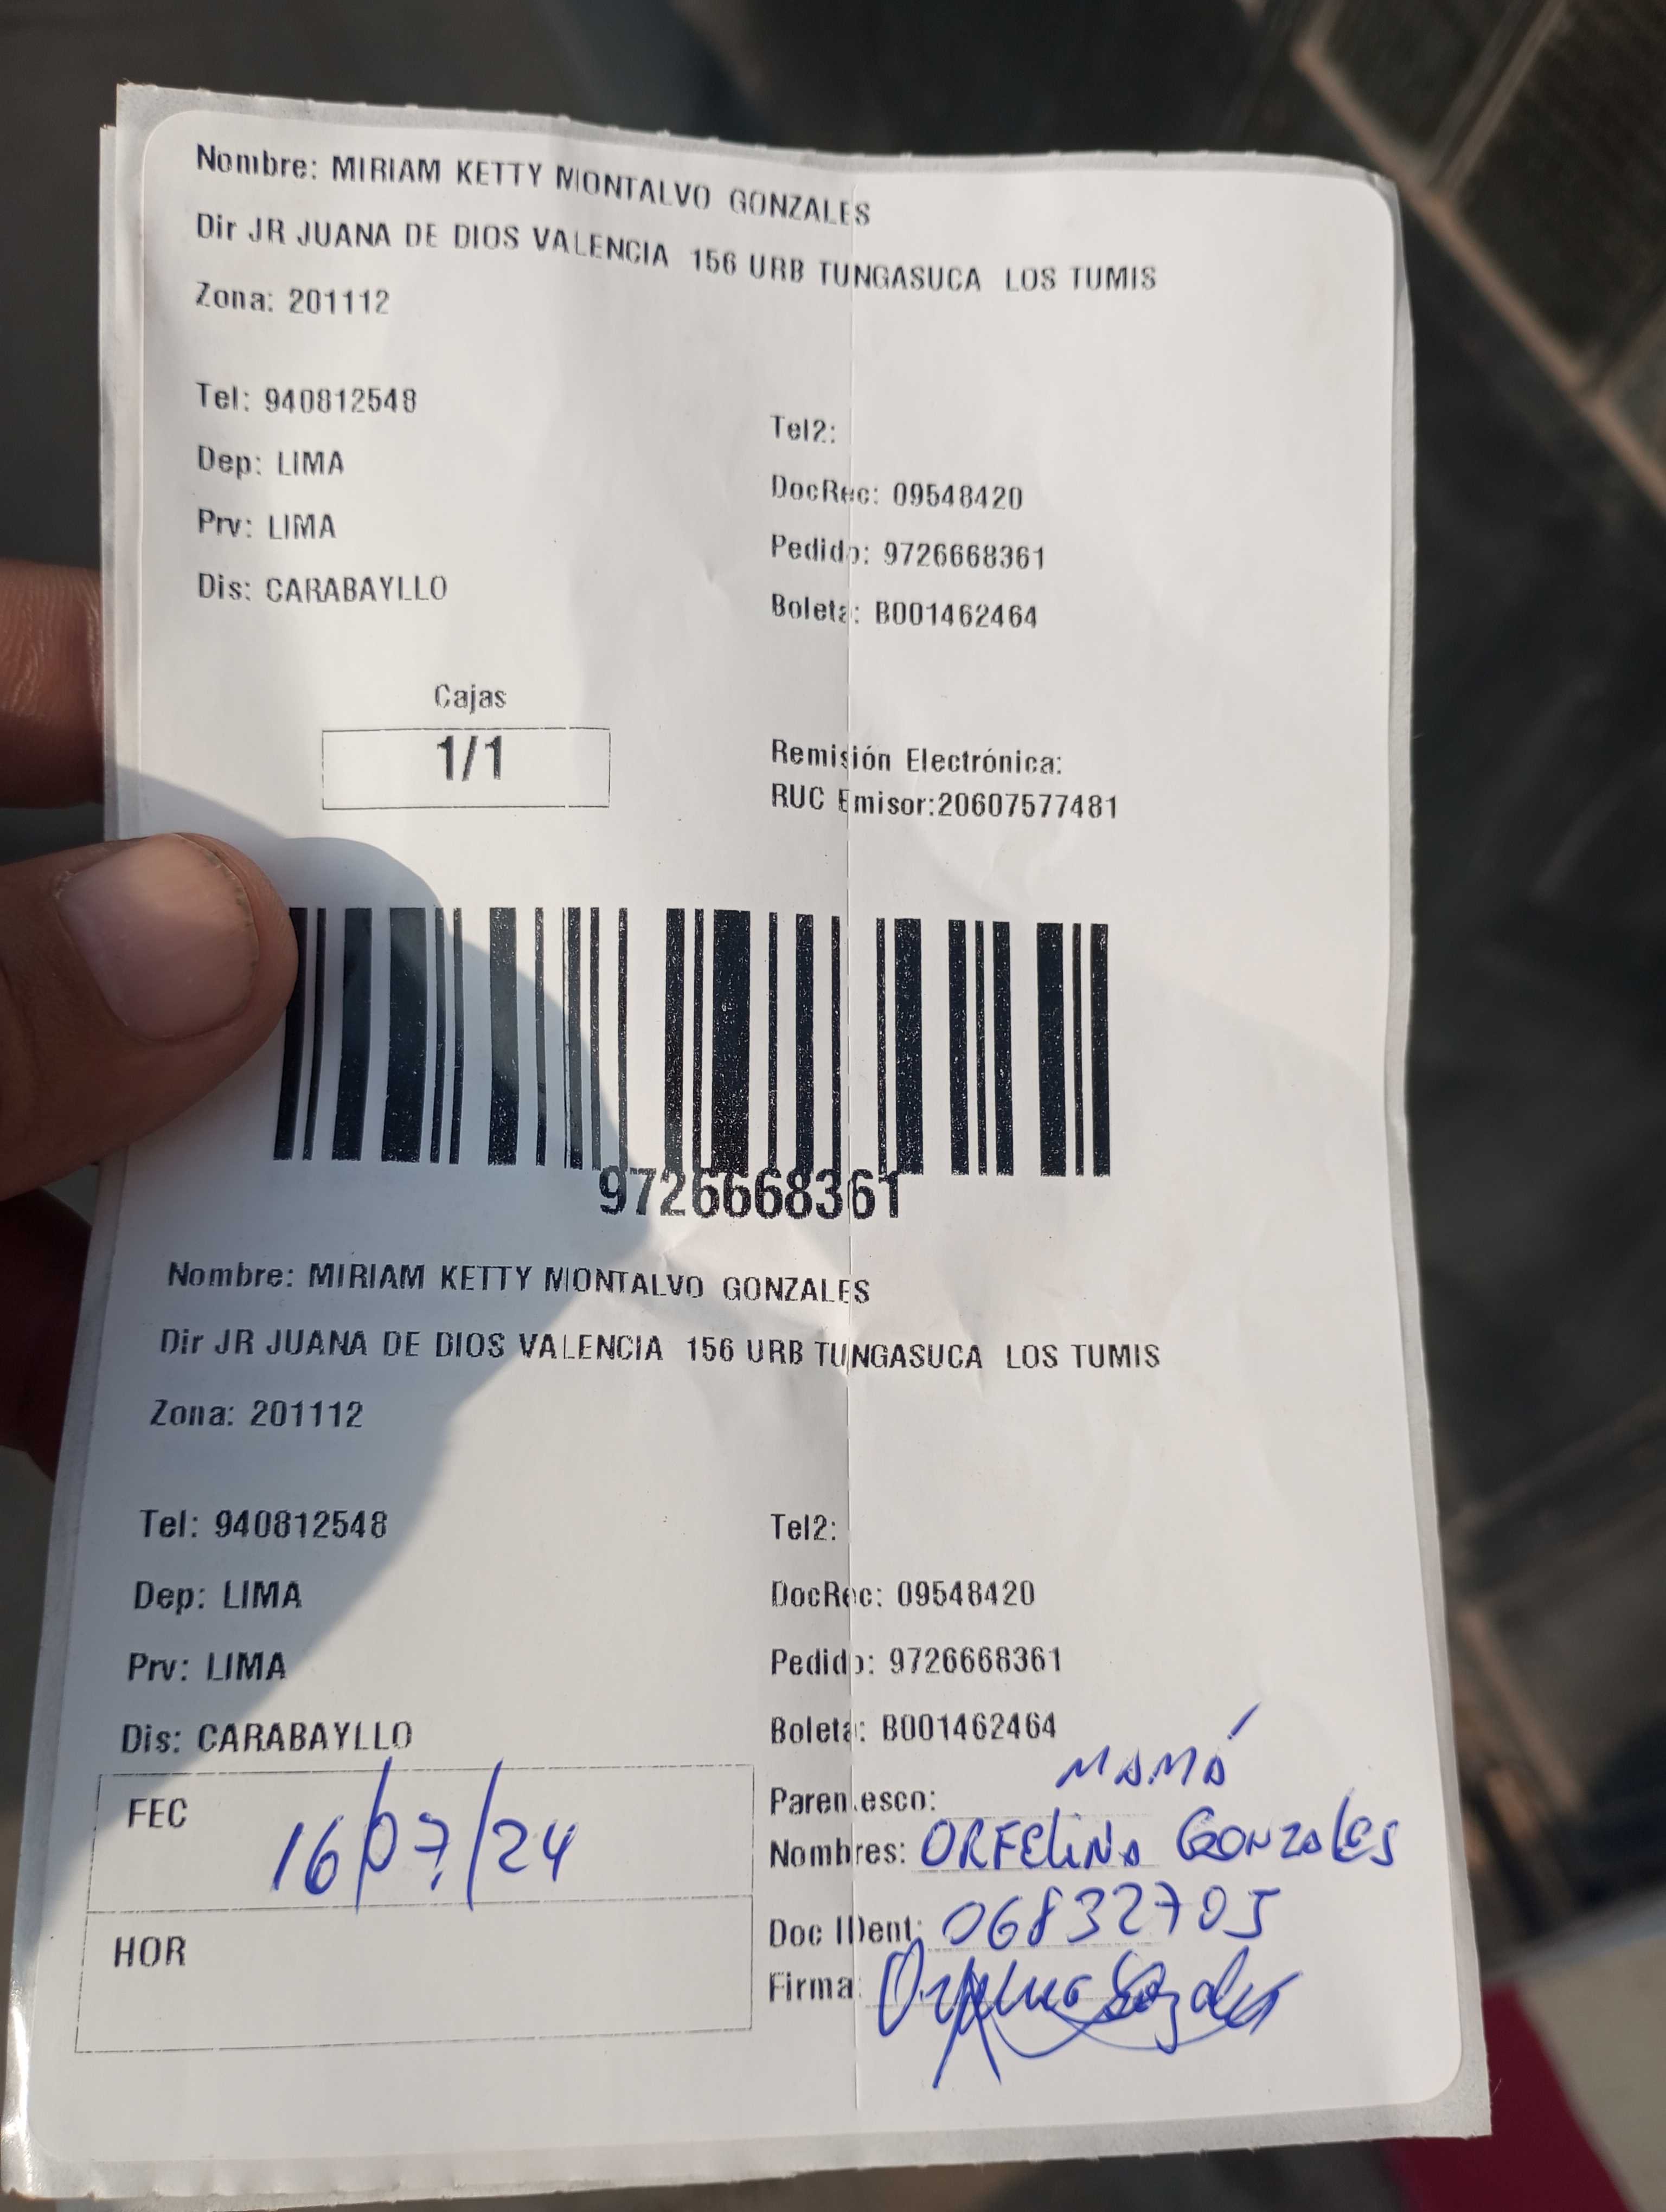 Nombre: MIRIAM KETTY MONTALVO GONZALES
Dir JR JUANA DE DIOS VALENCIA 156 URB TUNGASUCA LOS TUMIS
Zona: 201112
Tel: 940812548
Tel2:
Dep: LIMA
DocRec: 09548420
Prv: LIMA
Pedido: 9726668361
Dis: CARABAYLLO
Boleta: B001462464
Cajas
1/1
Remisión Electrónica:
RUC Emisor:20607577481
9726668361
Nombre: MIRIAM KETTY MONTALVO GONZALES
Dir JR JUANA DE DIOS VALENCIA 156 URB TUNGASUCA LOS TUMIS
Zona: 201112
Tel: 940812548
Tel2:
Dep: LIMA
DocRec: 09548420
Prv: LIMA
Pedido: 9726668361
Dis: CARABAYLLO
Boleta: B001462464
FEC 16/07/24
Parentesco: MAMÁ
Nombres: ORFELINA GONZALES
HOR
Doc IDent: 06832705
Firma: Orfelina Gonzales